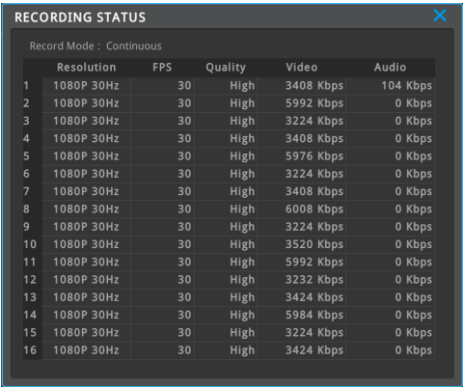 RECORDING STATUS
Record Mode : Continuous
Resolution FPS Quality Video Audio
1 1080P 30Hz 30 High 3408 Kbps 104 Kbps
2 1080P 30Hz 30 High 5992 Kbps 0 Kbps
3 1080P 30Hz 30 High 3224 Kbps 0 Kbps
4 1080P 30Hz 30 High 3408 Kbps 0 Kbps
5 1080P 30Hz 30 High 5976 Kbps 0 Kbps
6 1080P 30Hz 30 High 3224 Kbps 0 Kbps
7 1080P 30Hz 30 High 3408 Kbps 0 Kbps
8 1080P 30Hz 30 High 6008 Kbps 0 Kbps
9 1080P 30Hz 30 High 3224 Kbps 0 Kbps
10 1080P 30Hz 30 High 3520 Kbps 0 Kbps
11 1080P 30Hz 30 High 5992 Kbps 0 Kbps
12 1080P 30Hz 30 High 3232 Kbps 0 Kbps
13 1080P 30Hz 30 High 3424 Kbps 0 Kbps
14 1080P 30Hz 30 High 5984 Kbps 0 Kbps
15 1080P 30Hz 30 High 3224 Kbps 0 Kbps
16 1080P 30Hz 30 High 3424 Kbps 0 Kbps